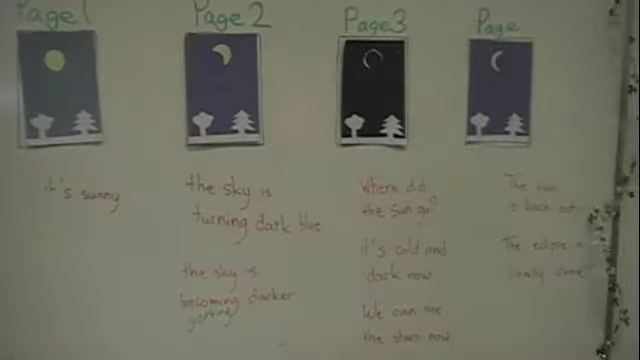 Page 1
Page 2
Page 3
Page
it's sunny
the sky is
turning dark blue
the sky is
becoming darker
getting
where did
the sun go?
it's cold and
dark now
We can see
the stars now
The sun
is back out
The eclipse is